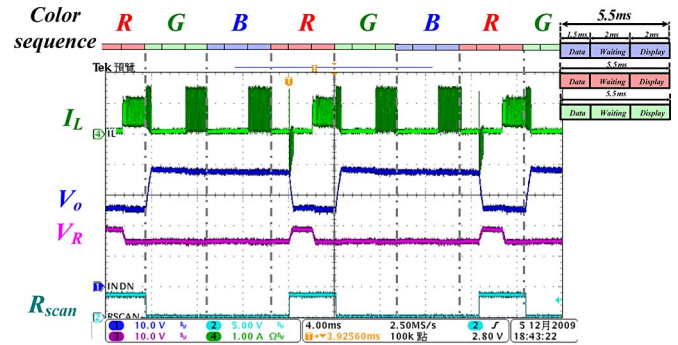 Color sequence
R G B R G B R G
5.5ms
1.5ms 2ms 2ms
Data Waiting Display
5.5ms
Data Waiting Display
5.5ms
Data Waiting Display
Tek 預覽
T
T
I_L
4 IL
V_o
V_R
1 INDN
R_scan
2 RSCAN
1 10.0 V 2 5.00 V 4.00ms 2.50MS/s 2 5 12月 2009
3 10.0 V 4 1.00 A Ω T→▼3.92560ms 100k 點 2.80 V 18:43:22